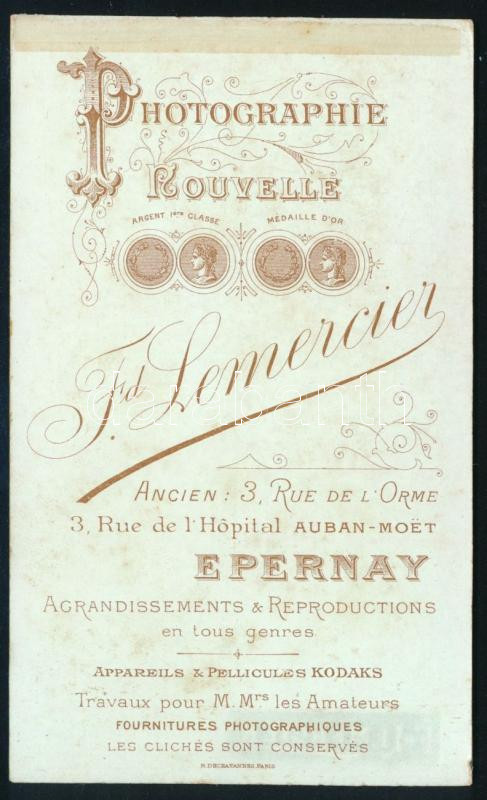 PHOTOGRAPHIE
NOUVELLE
ARGENT 1ère CLASSE MÉDAILLE D'OR
F.d Lemercier
darabanth
ANCIEN: 3, RUE DE L'ORME
3, Rue de l'Hôpital AUBAN-MOËT
EPERNAY
AGRANDISSEMENTS & REPRODUCTIONS
en tous genres
APPAREILS & PELLICULES KODAKS
Travaux pour M.Mrs les Amateurs
FOURNITURES PHOTOGRAPHIQUES
LES CLICHÉS SONT CONSERVÉS